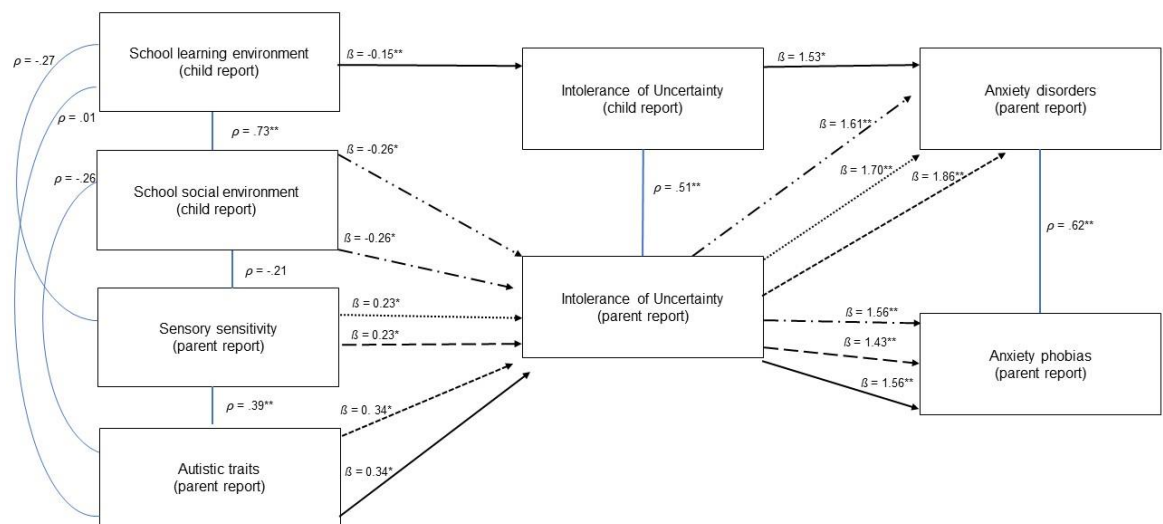 School learning environment
(child report)
ß = -0.15**
Intolerance of Uncertainty
(child report)
ß = 1.53*
Anxiety disorders
(parent report)
ρ = -.27
ρ = .01
ρ = .73**
ρ = -.26
School social environment
(child report)
ß = -0.26*
ß = -0.26*
ρ = .51**
ß = 1.61**
ß = 1.70**
ß = 1.86**
ρ = .62**
ρ = -.21
Sensory sensitivity
(parent report)
ß = 0.23*
ß = 0.23*
Intolerance of Uncertainty
(parent report)
ß = 1.56**
ß = 1.43**
ß = 1.56**
Anxiety phobias
(parent report)
ρ = .39**
ß = 0. 34*
ß = 0.34*
Autistic traits
(parent report)